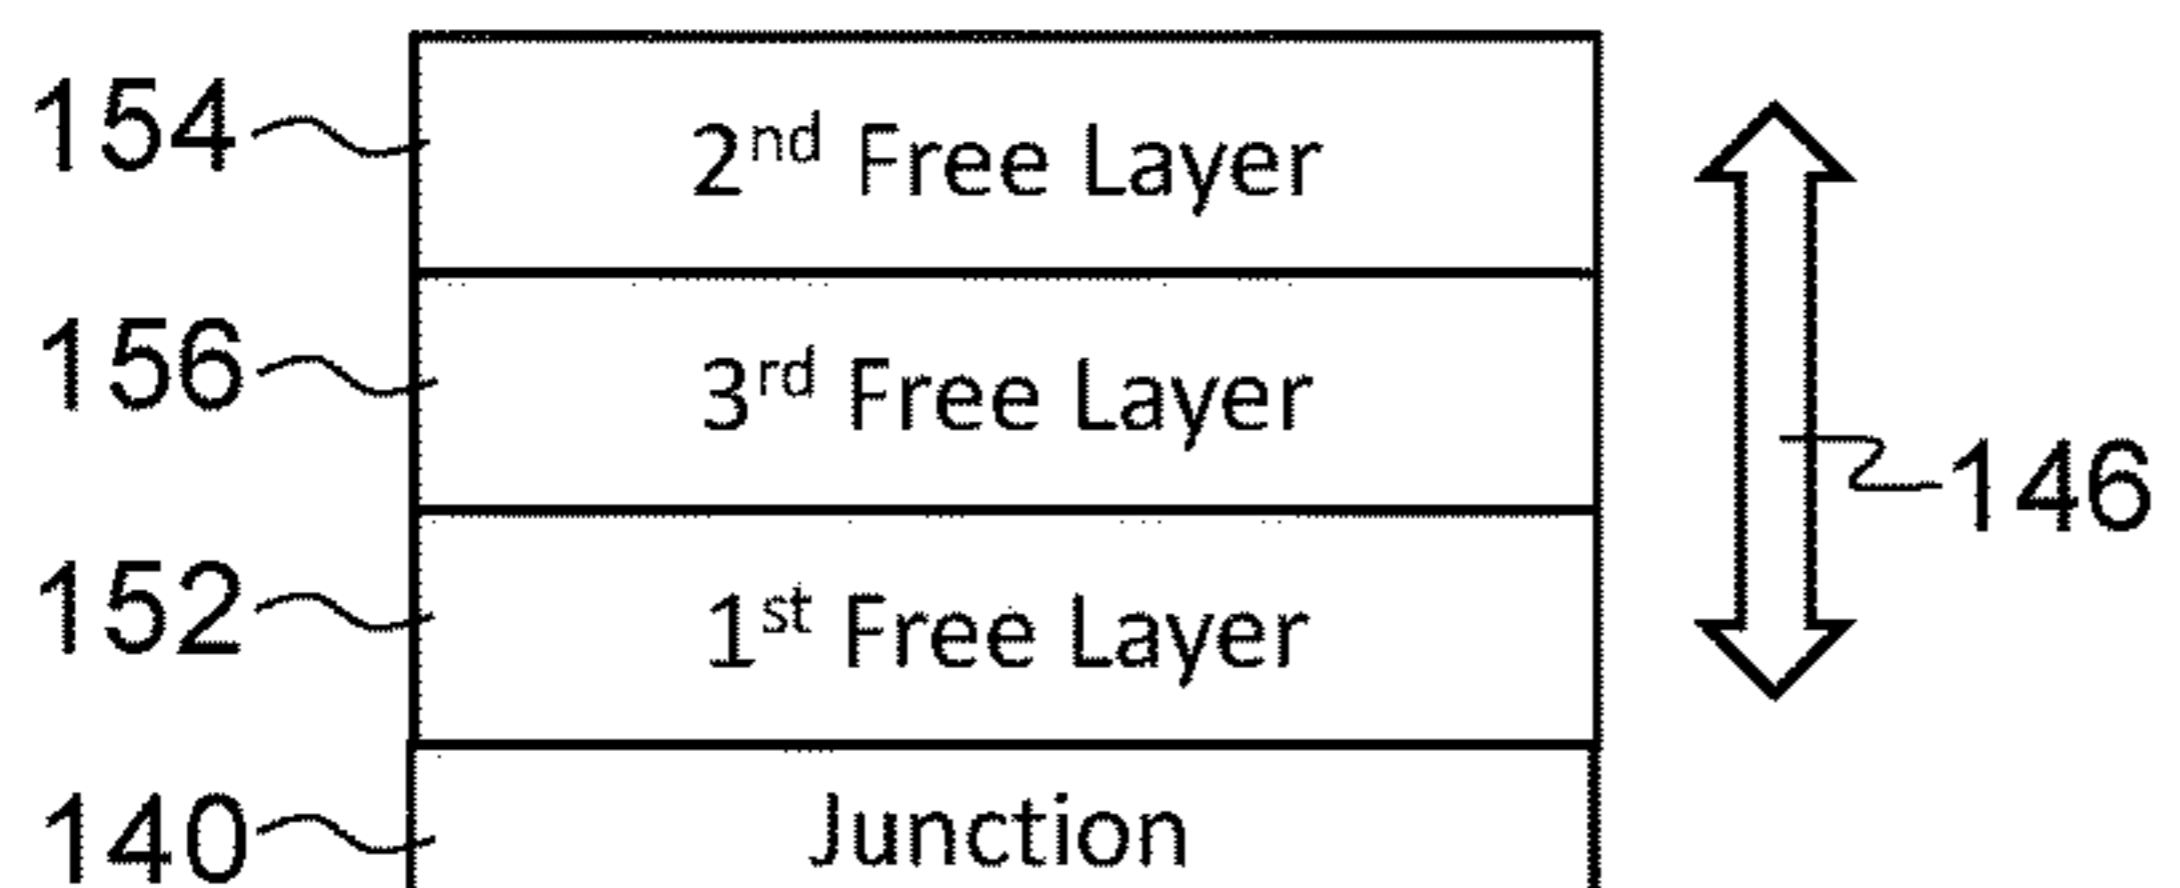 154 2nd Free Layer
156 3rd Free Layer
146
152 1st Free Layer
140 Junction